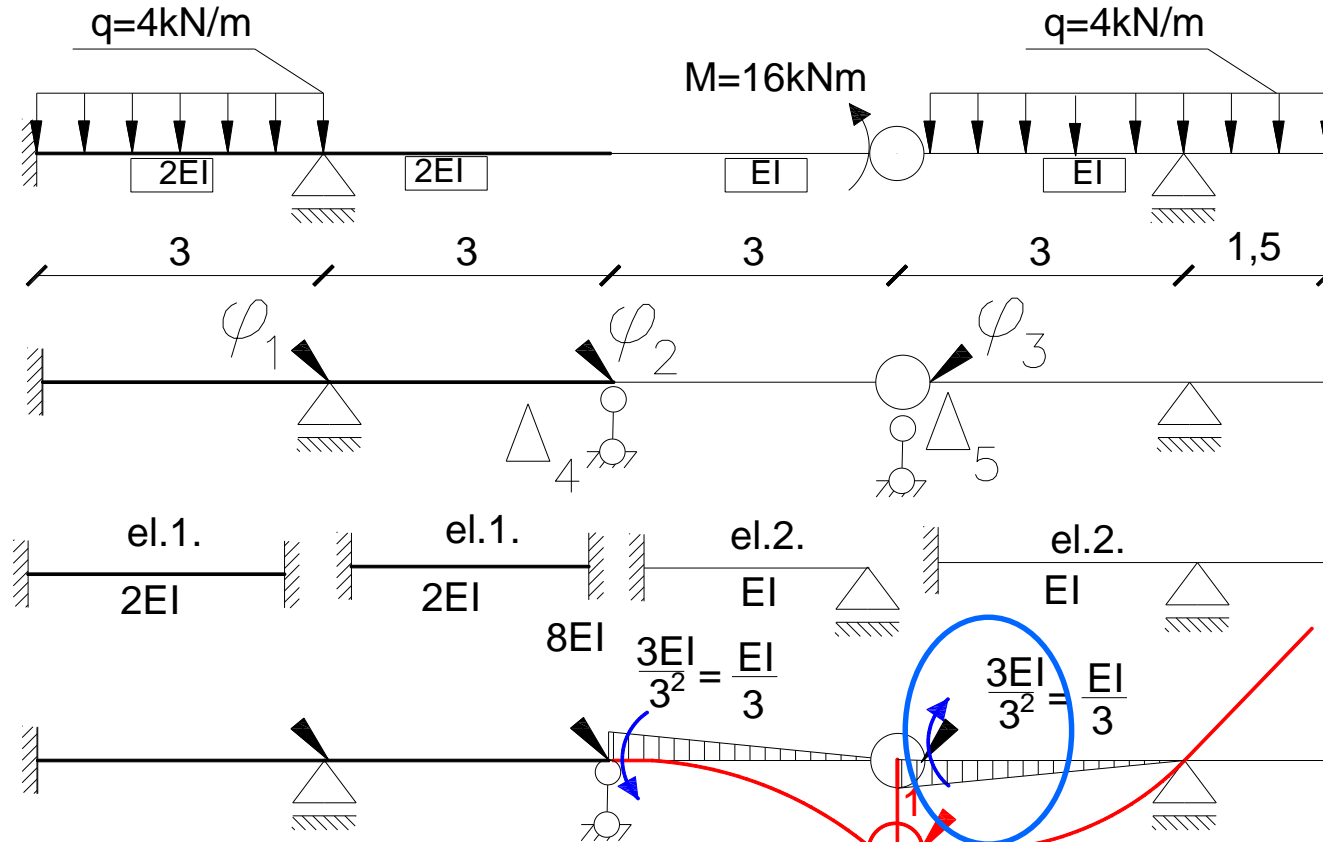 q=4kN/m q=4kN/m
M=16kNm
2EI 2EI EI EI
3 3 3 3 1,5
φ1 φ2 φ3
Δ4 Δ5
el.1. el.1. el.2. el.2.
2EI 2EI EI EI
8EI
3EI/3² = EI/3 3EI/3² = EI/3
1